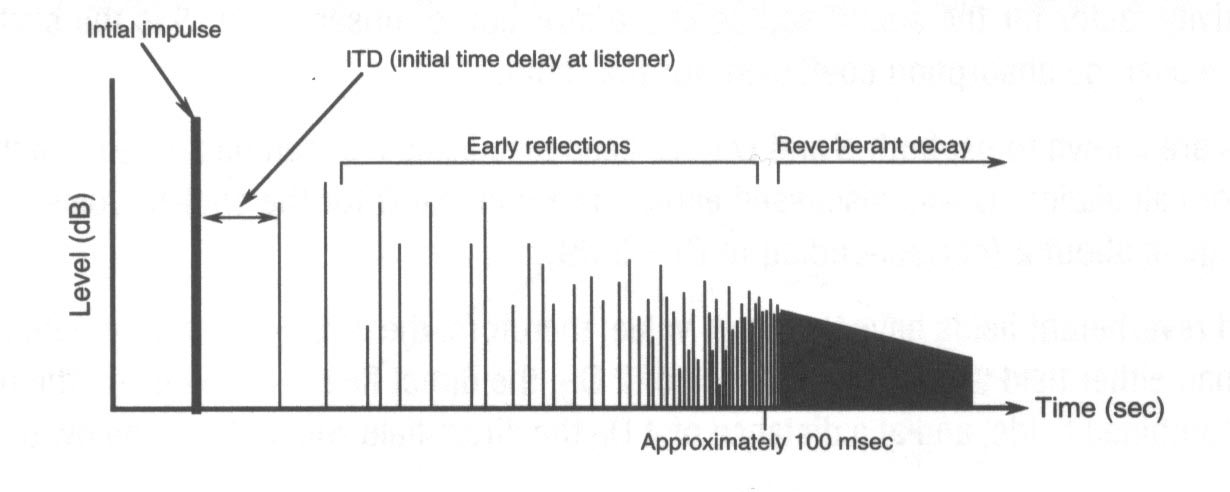 Intial impulse
ITD (initial time delay at listener)
Early reflections
Reverberant decay
Level (dB)
Time (sec)
Approximately 100 msec